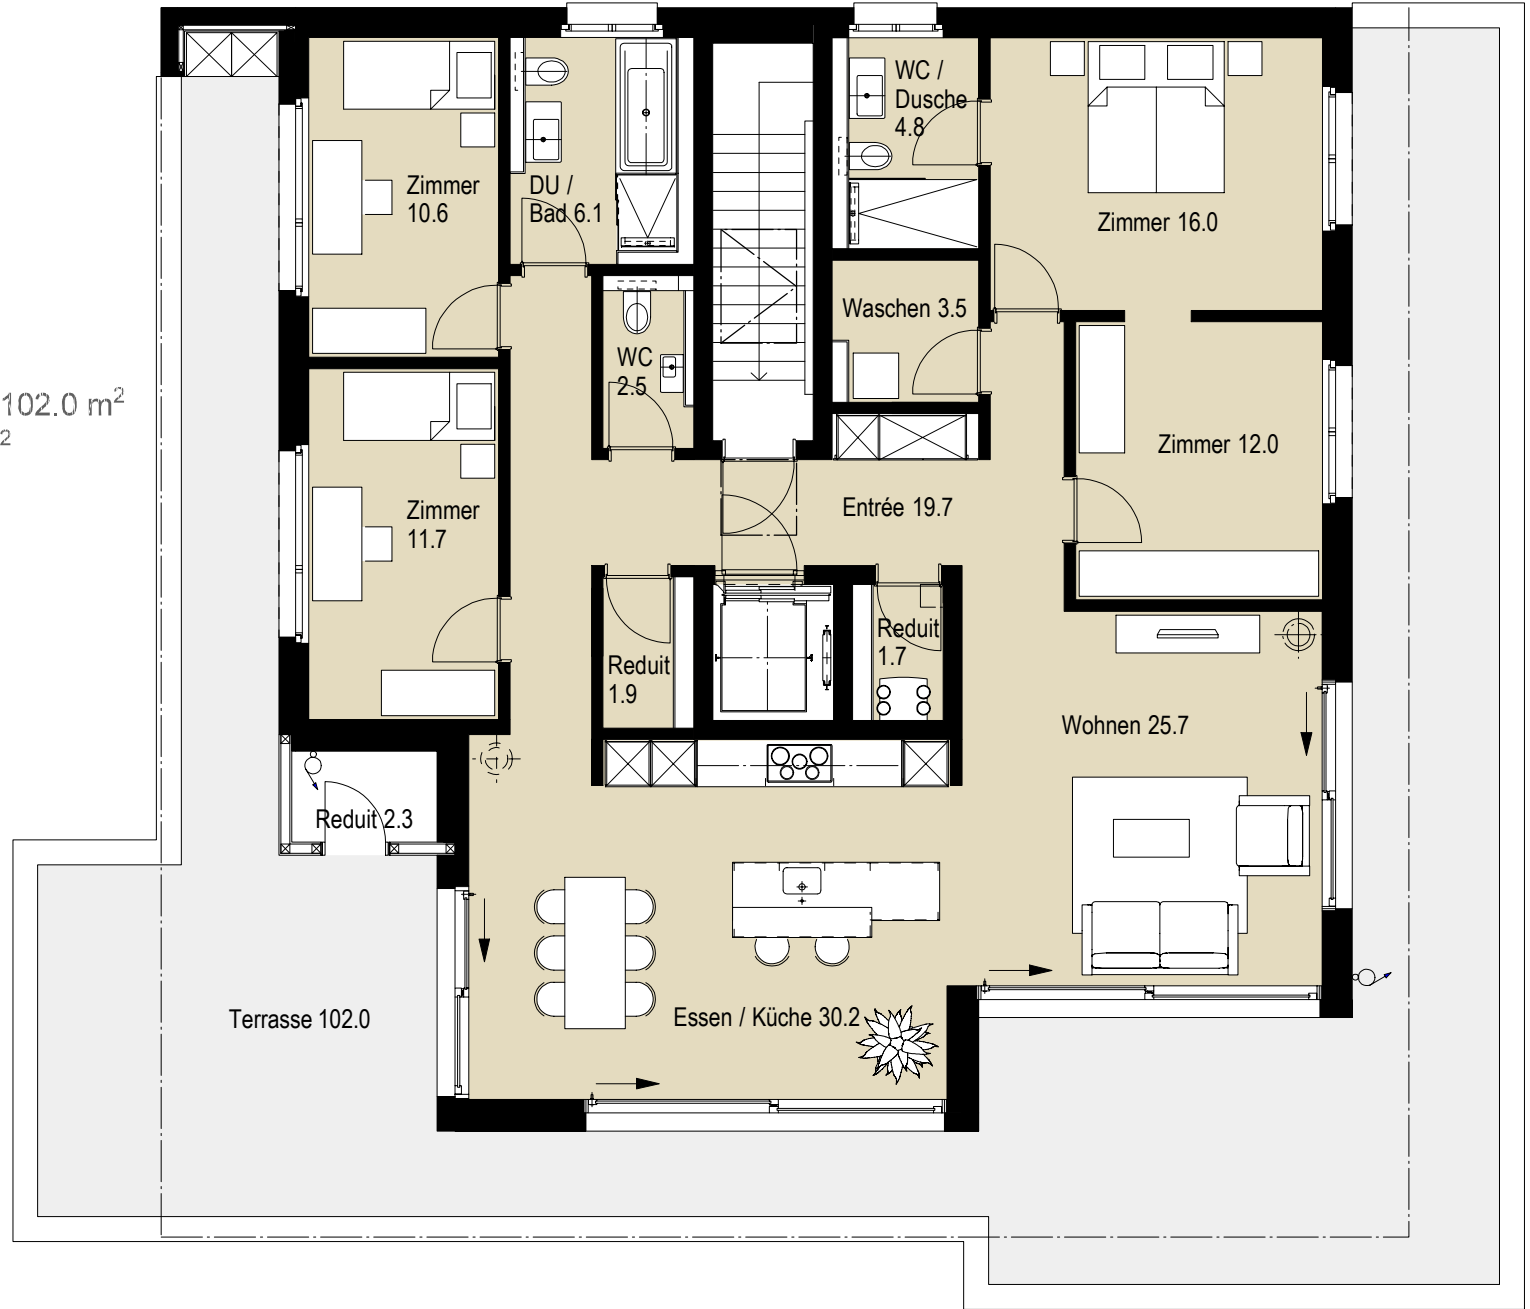 WC /
Dusche
4.8
Zimmer
10.6
DU /
Bad 6.1
Zimmer 16.0
Waschen 3.5
WC
2.5
102.0 m²
2
Zimmer 12.0
Zimmer
11.7
Entrée 19.7
Reduit
1.7
Reduit
1.9
Wohnen 25.7
Reduit 2.3
Terrasse 102.0
Essen / Küche 30.2